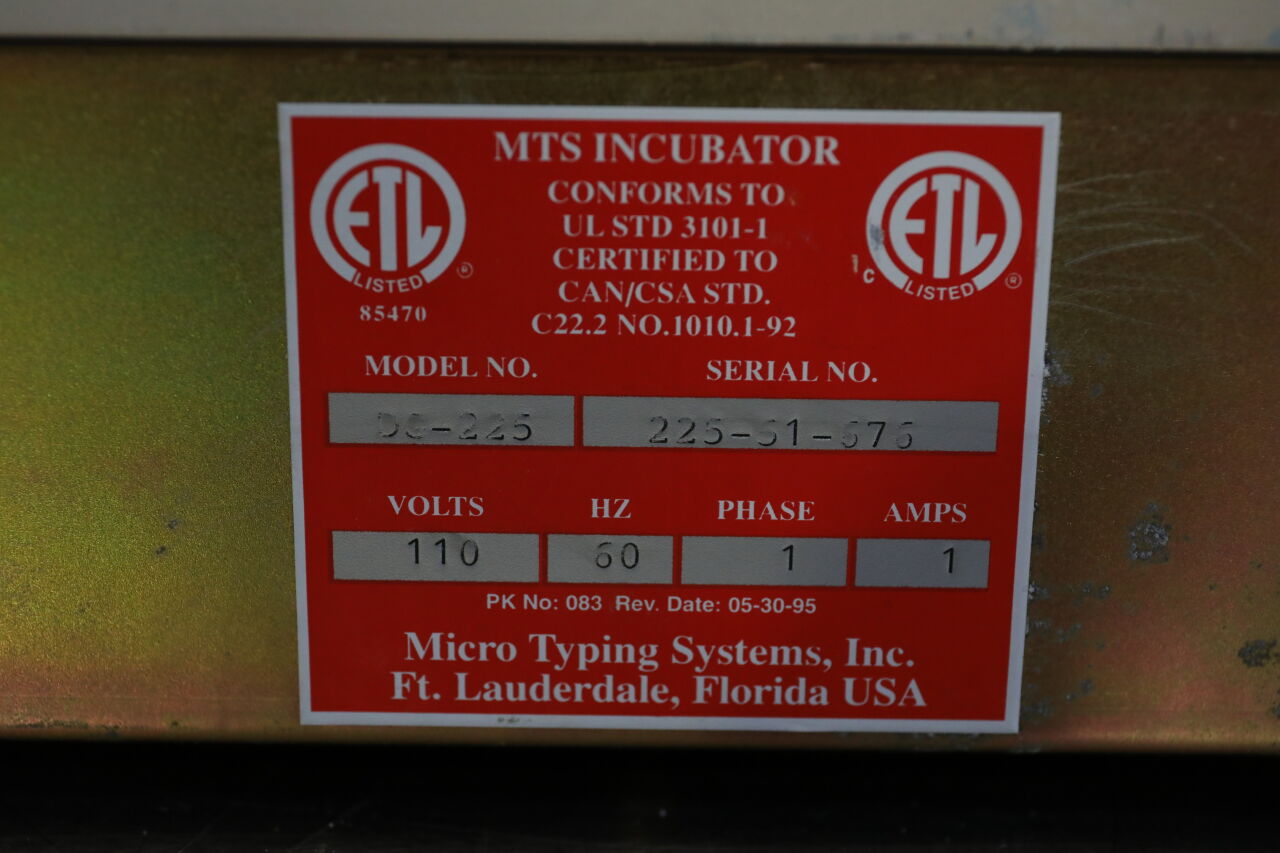 MTS INCUBATOR
ETL
LISTED ®
85470
CONFORMS TO
UL STD 3101-1
CERTIFIED TO
CAN/CSA STD.
C22.2 NO.1010.1-92
C ETL
LISTED ®
MODEL NO. SERIAL NO.
VOLTS HZ PHASE AMPS
110 60 1 1
PK No: 083 Rev. Date: 05-30-95
Micro Typing Systems, Inc.
Ft. Lauderdale, Florida USA